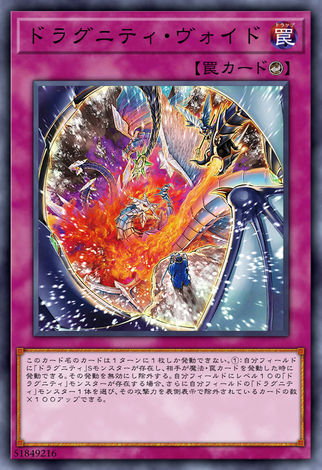 ドラグニティ・ヴォイド
トラップ
罠
【罠カード】
このカード名のカードは1ターンに1枚しか発動できない。①:自分フィールド
に「ドラグニティ」Sモンスターが存在し、相手が魔法・罠カードを発動した時に
発動できる。その発動を無効にし除外する。自分フィールドにレベル10の「ド
ラグニティ」モンスターが存在する場合、さらに自分フィールドの「ドラグニティ」
モンスター1体を選び、その攻撃力を表側表示で除外されているカードの数
×100アップできる。
51849216